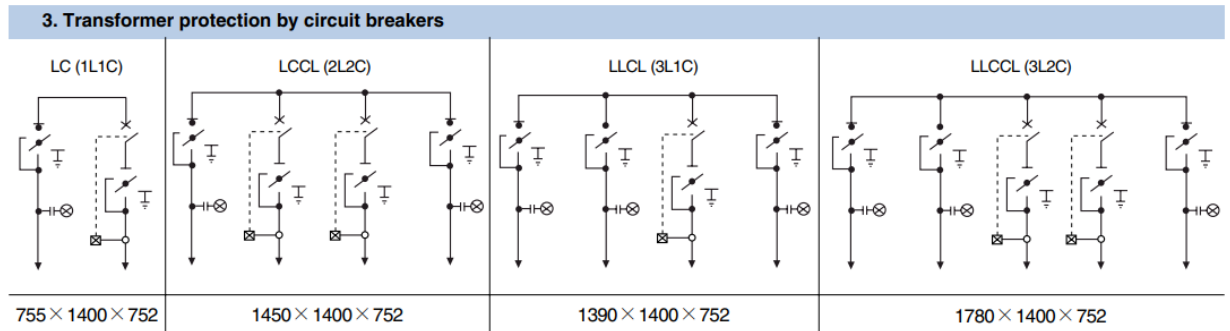 3. Transformer protection by circuit breakers
LC (1L1C)
LCCL (2L2C)
LLCL (3L1C)
LLCCL (3L2C)
755×1400×752
1450×1400×752
1390×1400×752
1780×1400×752